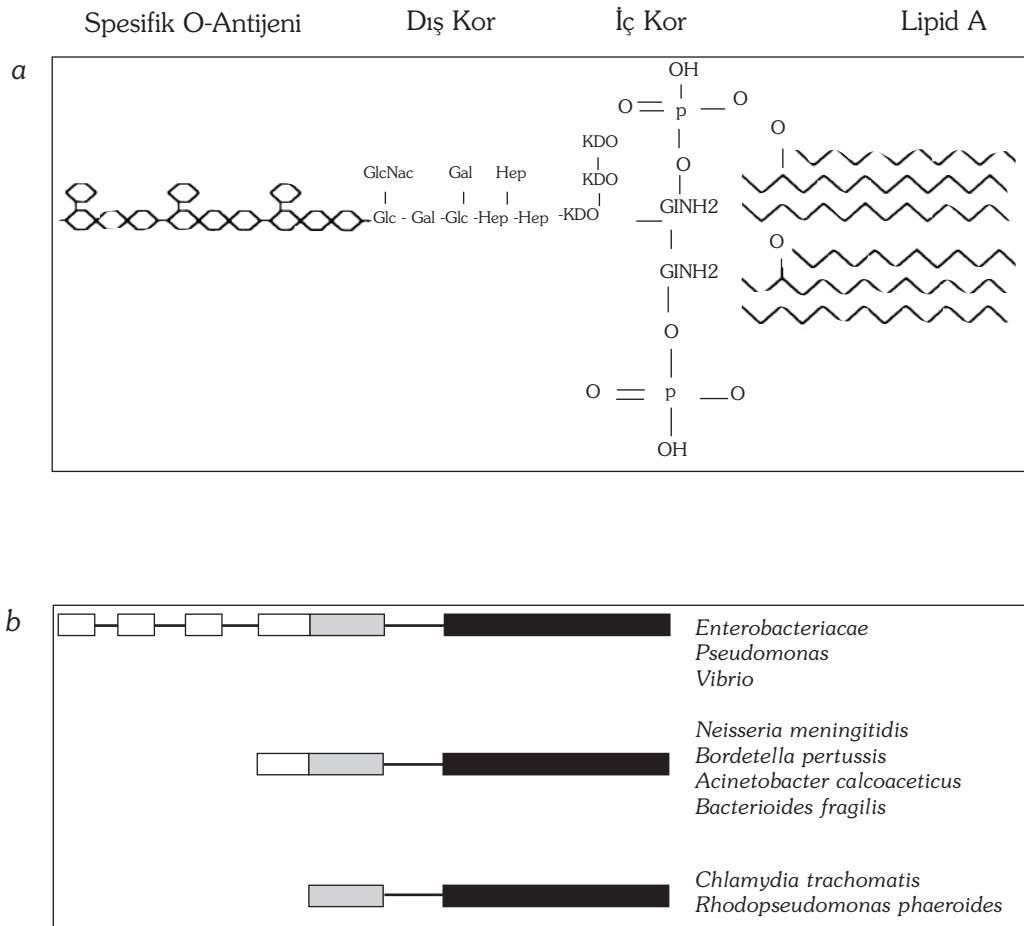 Spesifik O-Antijeni Dış Kor İç Kor Lipid A
a
OH
O p O
O
KDO
GlcNac Gal Hep KDO O
Glc - Gal -Glc -Hep -Hep -KDO GlNH2
O
GlNH2
O
O p O
OH
b
Enterobacteriacae
Pseudomonas
Vibrio
Neisseria meningitidis
Bordetella pertussis
Acinetobacter calcoaceticus
Bacterioides fragilis
Chlamydia trachomatis
Rhodopseudomonas phaeroides